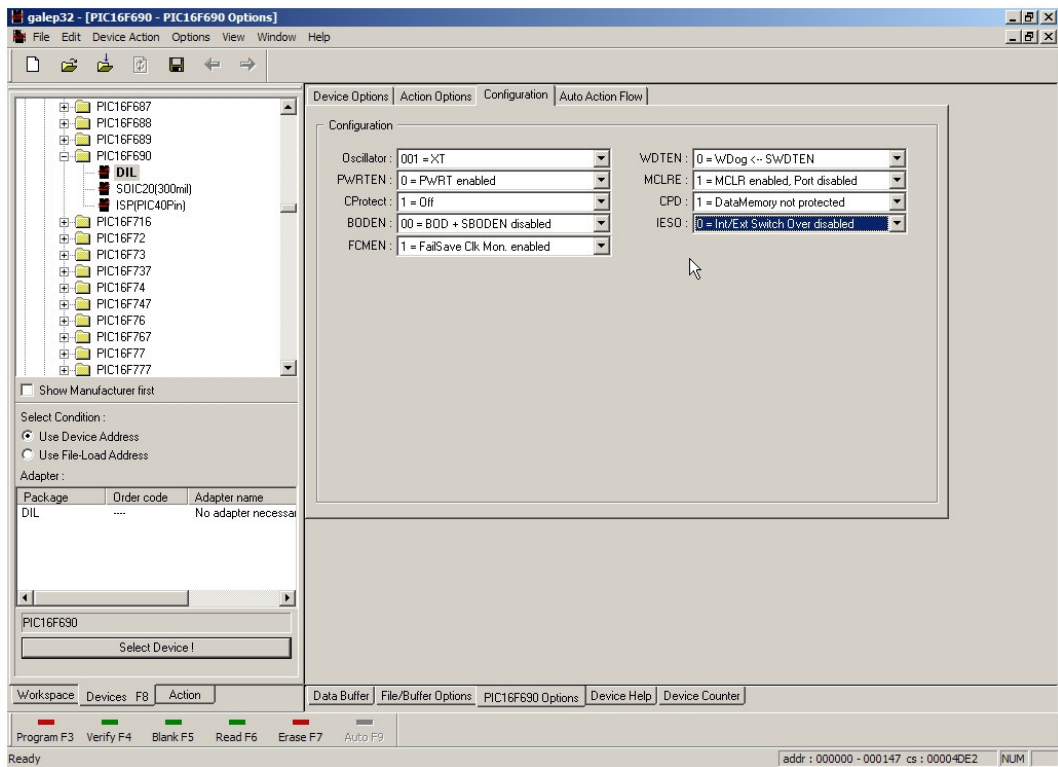 galep32 - [PIC16F690 - PIC16F690 Options]
File Edit Device Action Options View Window Help
PIC16F687
PIC16F688
PIC16F689
PIC16F690
DIL
SOIC20(300mil)
ISP(PIC40Pin)
PIC16F716
PIC16F72
PIC16F73
PIC16F737
PIC16F74
PIC16F747
PIC16F76
PIC16F767
PIC16F77
PIC16F777
Show Manufacturer first
Select Condition :
Use Device Address
Use File-Load Address
Adapter :
Package Order code Adapter name
DIL ---- No adapter necessar
PIC16F690
Select Device !
Workspace Devices F8 Action
Device Options Action Options Configuration Auto Action Flow
Configuration
Oscillator : 001 = XT WDTEN : 0 = WDog <-- SWDTEN
PWRTEN : 0 = PWRT enabled MCLRE : 1 = MCLR enabled, Port disabled
CProtect : 1 = Off CPD : 1 = DataMemory not protected
BODEN : 00 = BOD + SBODEN disabled IESO : 0 = Int/Ext Switch Over disabled
FCMEN : 1 = FailSave Clk Mon. enabled
Data Buffer File/Buffer Options PIC16F690 Options Device Help Device Counter
Program F3 Verify F4 Blank F5 Read F6 Erase F7 Auto F9
Ready addr : 000000 - 000147 cs : 00004DE2 NUM